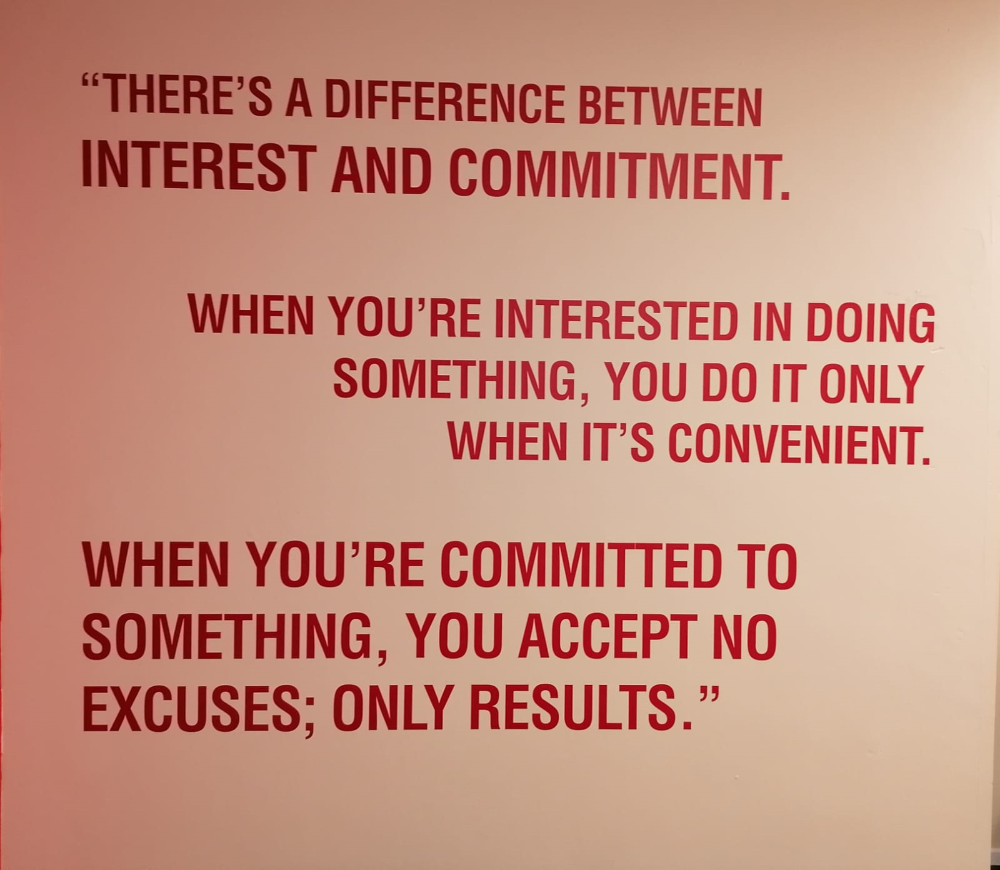 “THERE’S A DIFFERENCE BETWEEN
INTEREST AND COMMITMENT.
WHEN YOU’RE INTERESTED IN DOING
SOMETHING, YOU DO IT ONLY
WHEN IT’S CONVENIENT.
WHEN YOU’RE COMMITTED TO
SOMETHING, YOU ACCEPT NO
EXCUSES; ONLY RESULTS.”